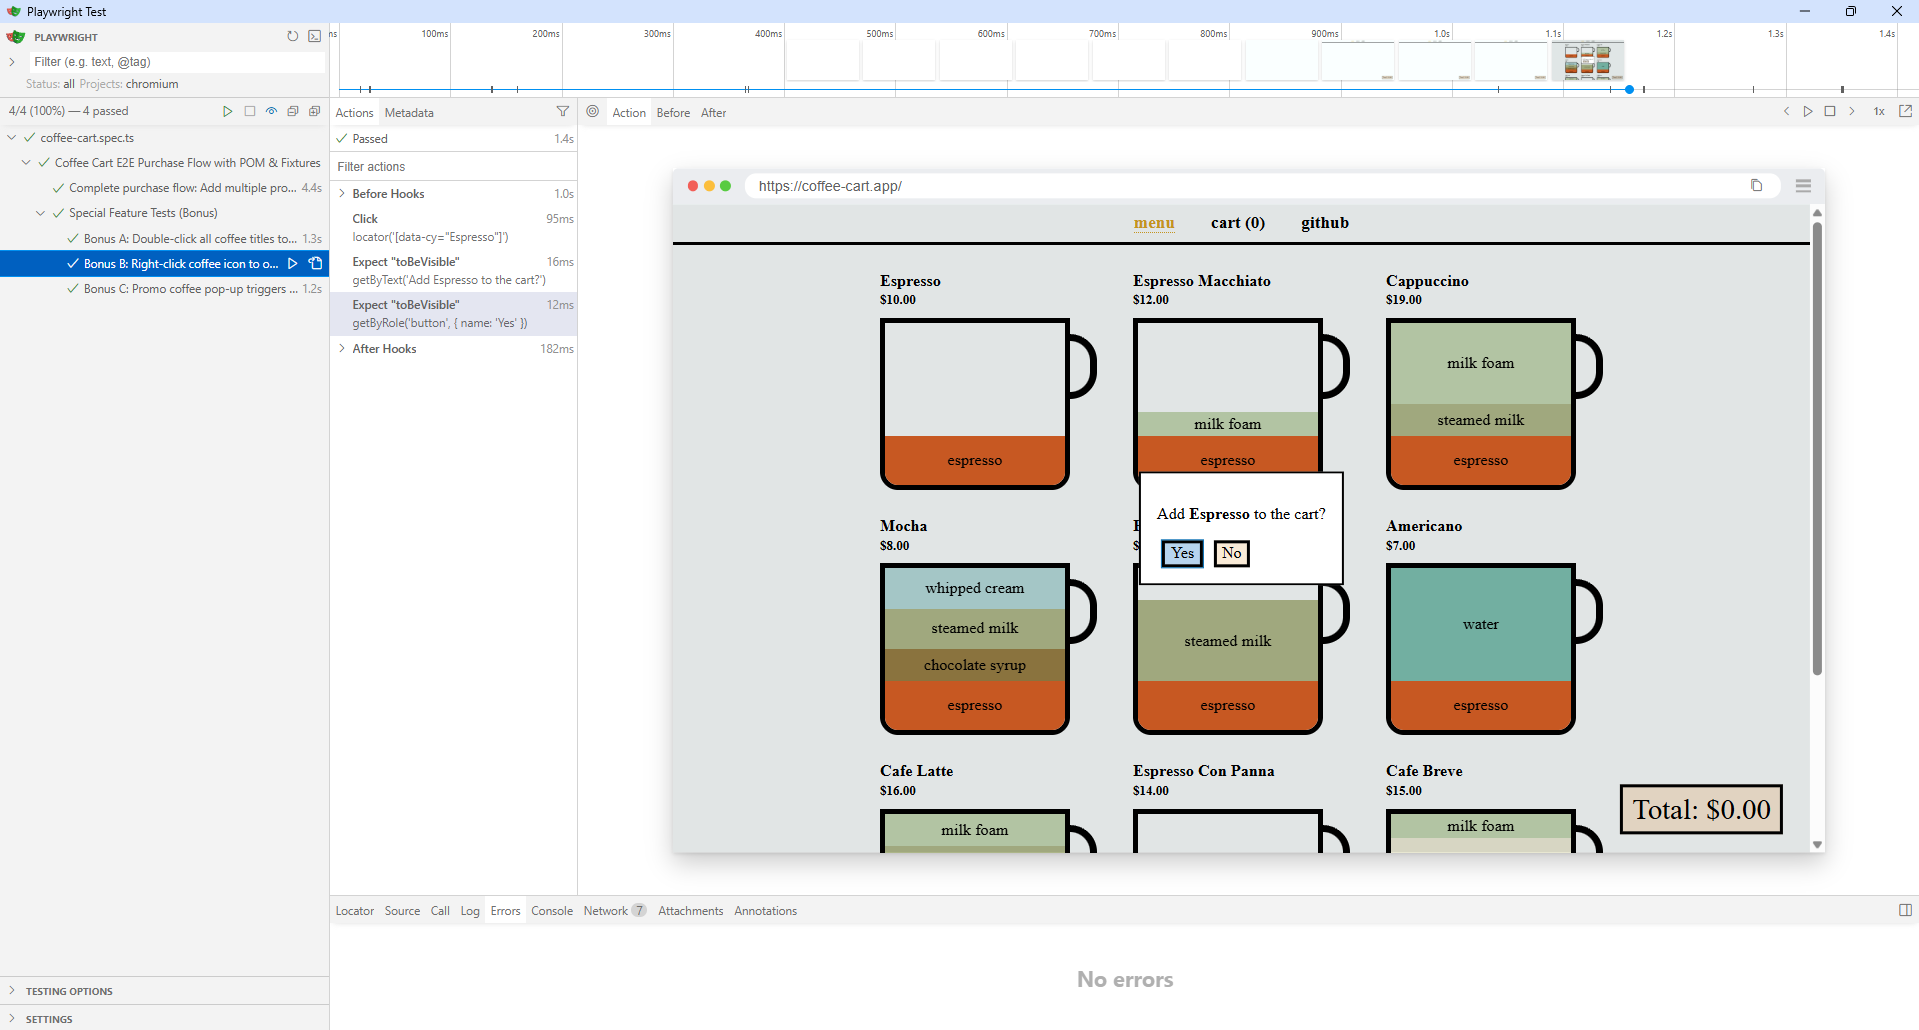 Playwright Test
PLAYWRIGHT
Filter (e.g. text, @tag)
Status: all Projects: chromium
4/4 (100%) — 4 passed
coffee-cart.spec.ts
Coffee Cart E2E Purchase Flow with POM & Fixtures
Complete purchase flow: Add multiple pro... 4.4s
Special Feature Tests (Bonus)
Bonus A: Double-click all coffee titles to... 1.3s
Bonus B: Right-click coffee icon to o...
Bonus C: Promo coffee pop-up triggers ... 1.2s
TESTING OPTIONS
SETTINGS
100ms 200ms 300ms 400ms 500ms 600ms 700ms 800ms 900ms 1.0s 1.1s 1.2s 1.3s 1.4s
Actions Metadata
Passed 1.4s
Filter actions
Before Hooks 1.0s
Click 95ms
locator('[data-cy="Espresso"]')
Expect "toBeVisible" 16ms
getByText('Add Espresso to the cart?')
Expect "toBeVisible" 12ms
getByRole('button', { name: 'Yes' })
After Hooks 182ms
Action Before After
1x
https://coffee-cart.app/
menu cart (0) github
Espresso Espresso Macchiato Cappuccino
$10.00 $12.00 $19.00
milk foam
steamed milk
milk foam
espresso espresso espresso
Add Espresso to the cart?
Yes No
Mocha Americano
$8.00 $7.00
whipped cream
steamed milk water
steamed milk
chocolate syrup
espresso espresso espresso
Cafe Latte Espresso Con Panna Cafe Breve
$16.00 $14.00 $15.00
milk foam milk foam
Total: $0.00
Locator Source Call Log Errors Console Network 7 Attachments Annotations
No errors